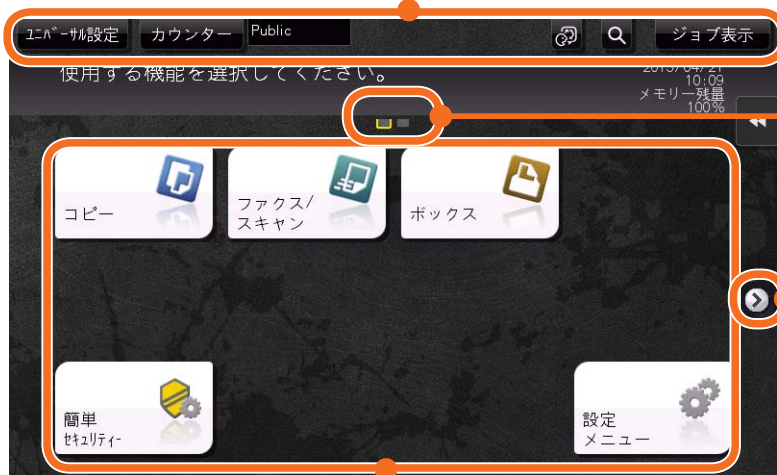 ユニバーサル設定 カウンター Public ジョブ表示
使用する機能を選択してください。
2015/04/21
10:09
メモリー残量
100%
コピー
ファクス/
スキャン
ボックス
簡単
セキュリティー
設定
メニュー